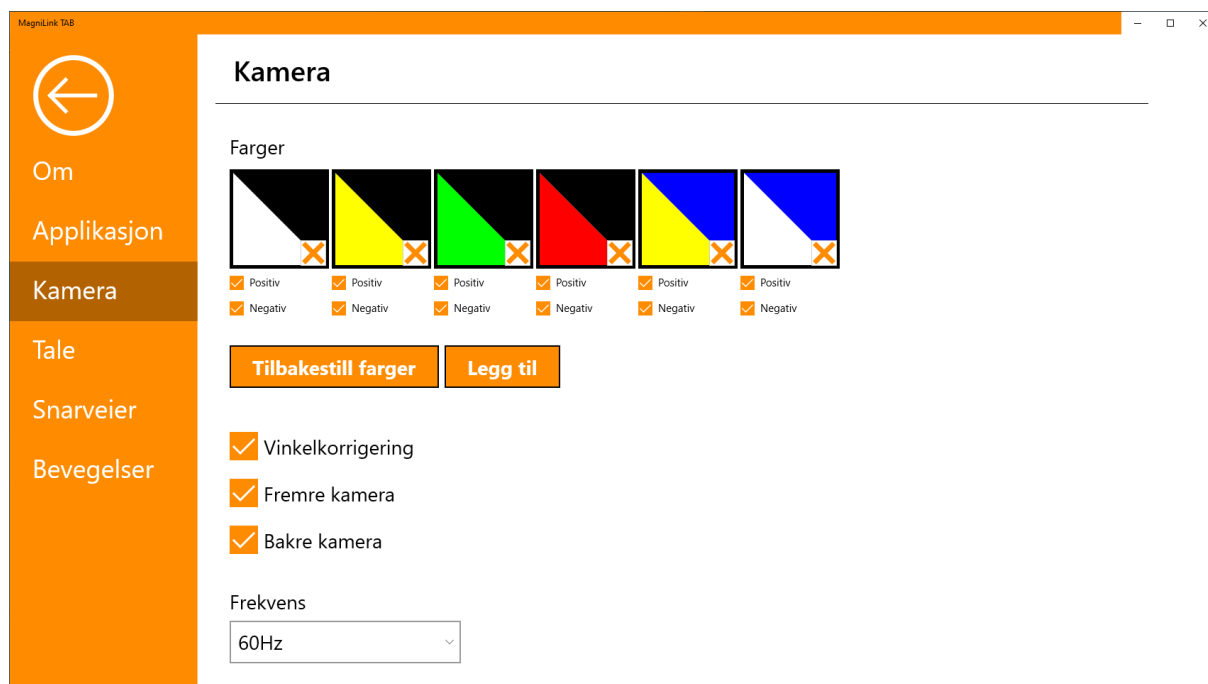 MagniLink TAB
Kamera
Om
Applikasjon
Kamera
Tale
Snarveier
Bevegelser
Farger
Positiv Positiv Positiv Positiv Positiv Positiv
Negativ Negativ Negativ Negativ Negativ Negativ
Tilbakestill farger Legg til
Vinkelkorrigering
Fremre kamera
Bakre kamera
Frekvens
60Hz